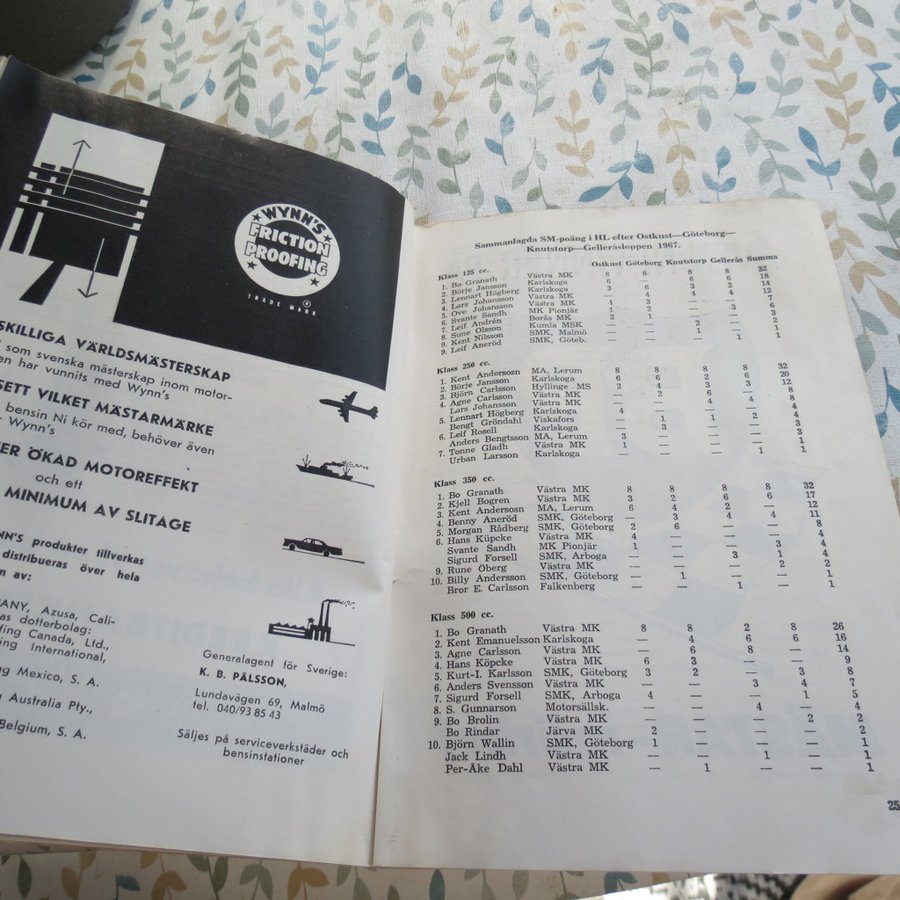 WYNN'S
FRICTION
PROOFING
TRADE MARK ®
SKILLIGA VÄRLDSMÄSTERSKAP
som svenska mästerskap inom motor-
en har vunnits med Wynn's
SETT VILKET MÄSTARMÄRKE
bensin Ni kör med, behöver även
Wynn's
ER ÖKAD MOTOREFFEKT
och ett
MINIMUM AV SLITAGE
NN'S produkter tillverkas
distribueras över hela
en av:
ANY, Azusa, Cali-
as dotterbolag:
fing Canada, Ltd.,
ing International,
ng Mexico, S. A.
g Australia Pty.,
Belgium, S. A.
Generalagent för Sverige:
K. B. PÅLSSON,
Lundavägen 69, Malmö
tel. 040/93 85 43
Säljes på serviceverkstäder och
bensinstationer
Sammanlagda SM-poäng i HL efter Ostkust—Göteborg—
Knutstorp—Gelleråsloppen 1967.
Ostkust Göteborg Knutstorp Gellerås Summa
Klass 125 cc.
1. Bo Granath Västra MK 8 8 8 8 32
2. Börje Jansson Karlskoga 6 — 6 6 18
3. Lennart Högberg Karlskoga 3 6 3 2 14
4. Lars Johansson Västra MK — 4 4 4 12
5. Ove Johansson Västra MK 4 3 — — 7
6. Svante Sandh MK Pionjär 1 2 — 3 6
7. Leif Andrén Borås MK 2 1 — — 3
8. Sune Olsson Kumla MSK — — 2 — 2
9. Kent Nilsson SMK, Malmö — — 1 — 1
9. Leif Aneröd SMK, Göteb. — — — 1 1
Klass 250 cc.
1. Kent Andersosn MA, Lerum 8 8 8 8 32
2. Börje Jansson Karlskoga 6 6 2 6 20
3. Björn Carlsson Hyllinge MS 2 4 3 3 12
4. Agne Carlsson Västra MK — 2 6 — 8
Lars Johansson Västra MK — — 4 4 8
5. Lennart Högberg Karlskoga 4 — — — 4
Bengt Gröndahl Viskafors — 1 1 2 4
6. Leif Rosell Karlskoga — 3 — — 3
Anders Bengtsson MA, Lerum 3 — — — 3
7. Tonne Gladh Västra MK 1 — — — 1
Urban Larsson Karlskoga — — — 1 1
Klass 350 cc.
1. Bo Granath Västra MK 8 8 8 8 32
2. Kjell Bogren Västra MK 3 2 6 6 17
3. Kent Andersosn MA, Lerum 6 4 2 — 12
4. Benny Aneröd SMK, Göteborg — 3 4 4 11
5. Morgan Rådberg SMK, Göteborg 2 6 — — 8
6. Hans Küpcke Västra MK 4 — — — 4
Svante Sandh MK Pionjär 1 — — 3 4
Sigurd Forsell SMK, Arboga — — 3 1 4
9. Rune Öberg Västra MK — — — 2 2
10. Billy Andersson SMK, Göteborg — 1 — — 1
Bror E. Carlsson Falkenberg — — 1 — 1
Klass 500 cc.
1. Bo Granath Västra MK 8 8 2 8 26
2. Kent Emanuelsson Karlskoga — 4 6 6 16
3. Agne Carlsson Västra MK — 6 8 — 14
4. Hans Köpcke Västra MK 6 3 — — 9
5. Kurt-I. Karlsson SMK, Göteborg 3 2 — 3 8
6. Anders Svensson Västra MK — — 3 4 7
7. Sigurd Forsell SMK, Arboga 4 — — 1 5
8. S. Gunnarson Motorsällsk. — — 4 — 4
9. Bo Brolin Västra MK — — — 2 2
Bo Rindar Järva MK 2 — — — 2
10. Björn Wallin SMK, Göteborg 1 — — — 1
Jack Lindh Västra MK — — 1 — 1
Per-Åke Dahl Västra MK — 1 — — 1
25